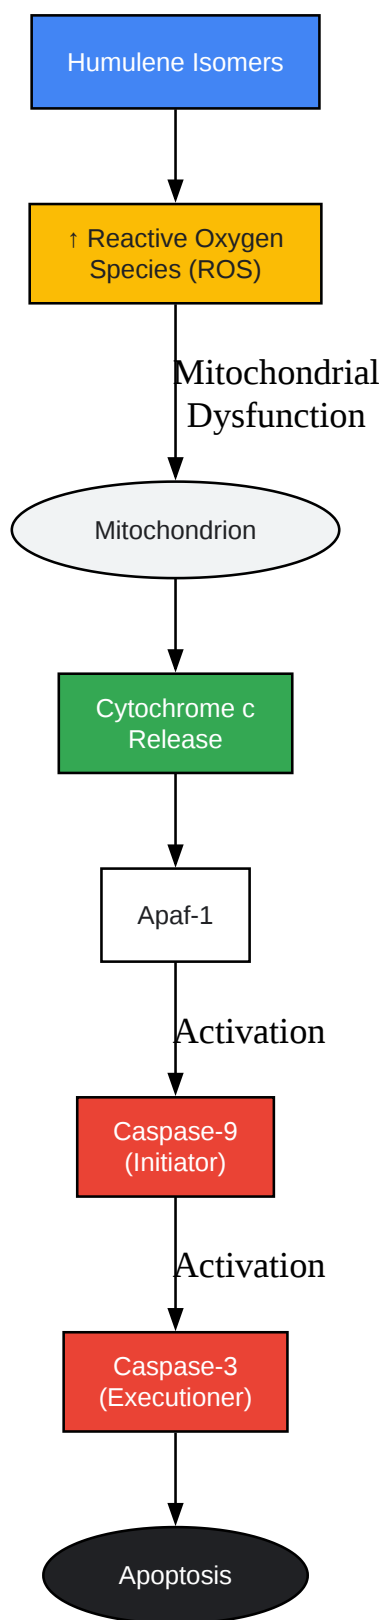 Humulene Isomers
↑ Reactive Oxygen
Species (ROS)
Mitochondrial
Dysfunction
Mitochondrion
Cytochrome c
Release
Apaf-1
Activation
Caspase-9
(Initiator)
Activation
Caspase-3
(Executioner)
Apoptosis